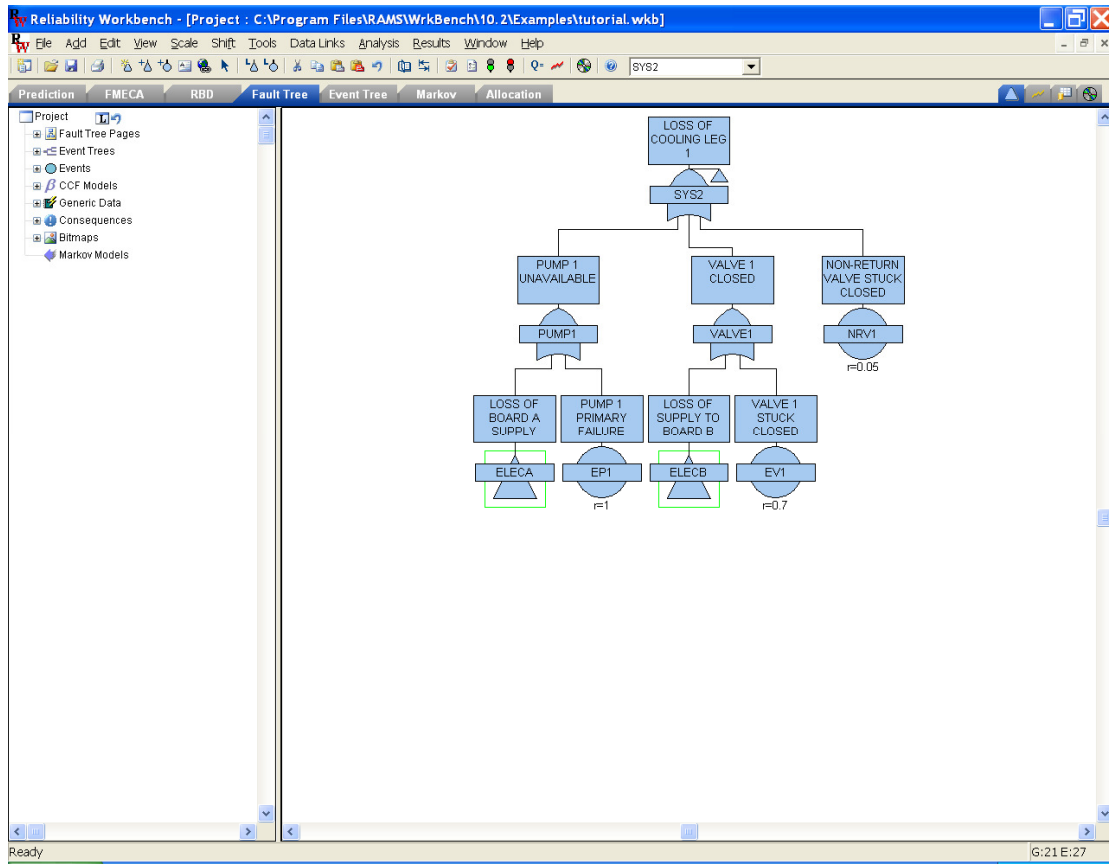 Reliability Workbench - [Project : C:\Program Files\RAMS\WrkBench\10.2\Examples\tutorial.wkb]
File Add Edit View Scale Shift Tools Data Links Analysis Results Window Help
SYS2
Prediction FMECA RBD Fault Tree Event Tree Markov Allocation
Project
Fault Tree Pages
Event Trees
Events
β CCF Models
Generic Data
Consequences
Bitmaps
Markov Models
LOSS OF
COOLING LEG
1
SYS2
PUMP 1
UNAVAILABLE
PUMP1
VALVE 1
CLOSED
VALVE1
NON-RETURN
VALVE STUCK
CLOSED
NRV1
r=0.05
LOSS OF
BOARD A
SUPPLY
ELECA
PUMP 1
PRIMARY
FAILURE
EP1
r=1
LOSS OF
SUPPLY TO
BOARD B
ELECB
VALVE 1
STUCK
CLOSED
EV1
r=0.7
Ready
G:21 E:27